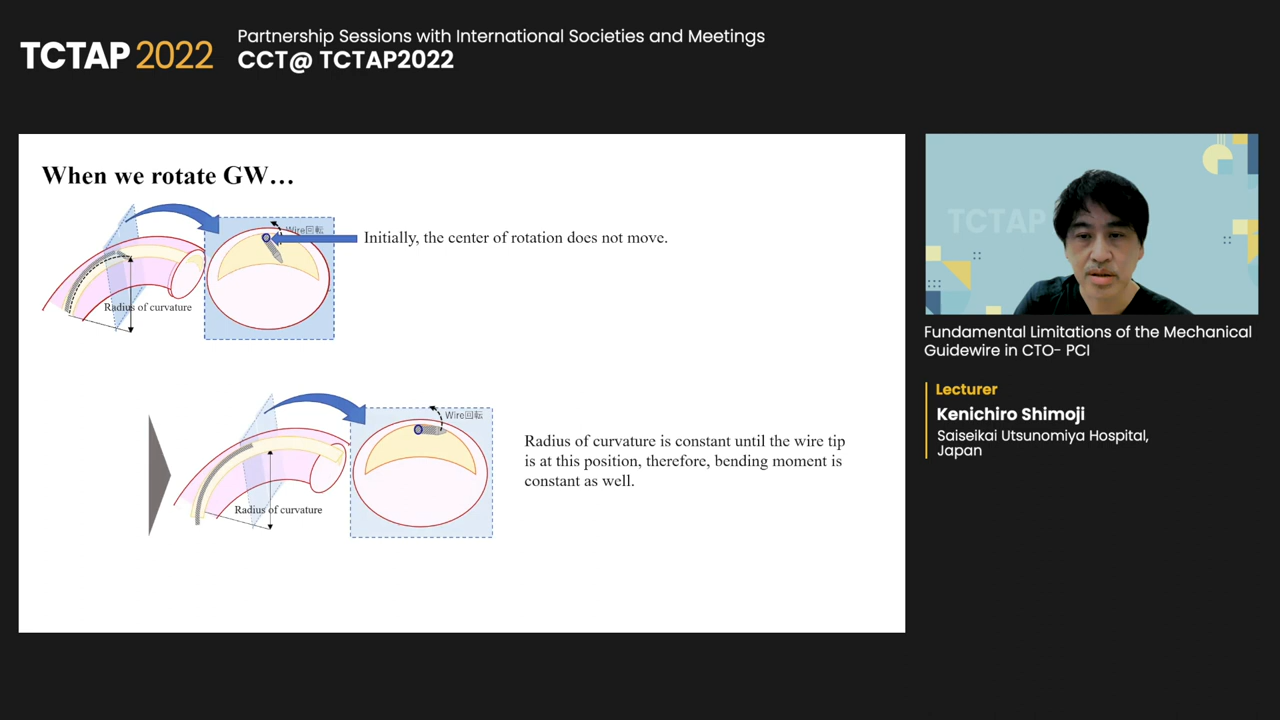 TCTAP 2022
Partnership Sessions with International Societies and Meetings
CCT@ TCTAP2022
When we rotate GW…
Wire回転
Initially, the center of rotation does not move.
Radius of curvature
Wire回転
Radius of curvature is constant until the wire tip
is at this position, therefore, bending moment is
constant as well.
Radius of curvature
TCTAP
Fundamental Limitations of the Mechanical
Guidewire in CTO- PCI
Lecturer
Kenichiro Shimoji
Saiseikai Utsunomiya Hospital,
Japan